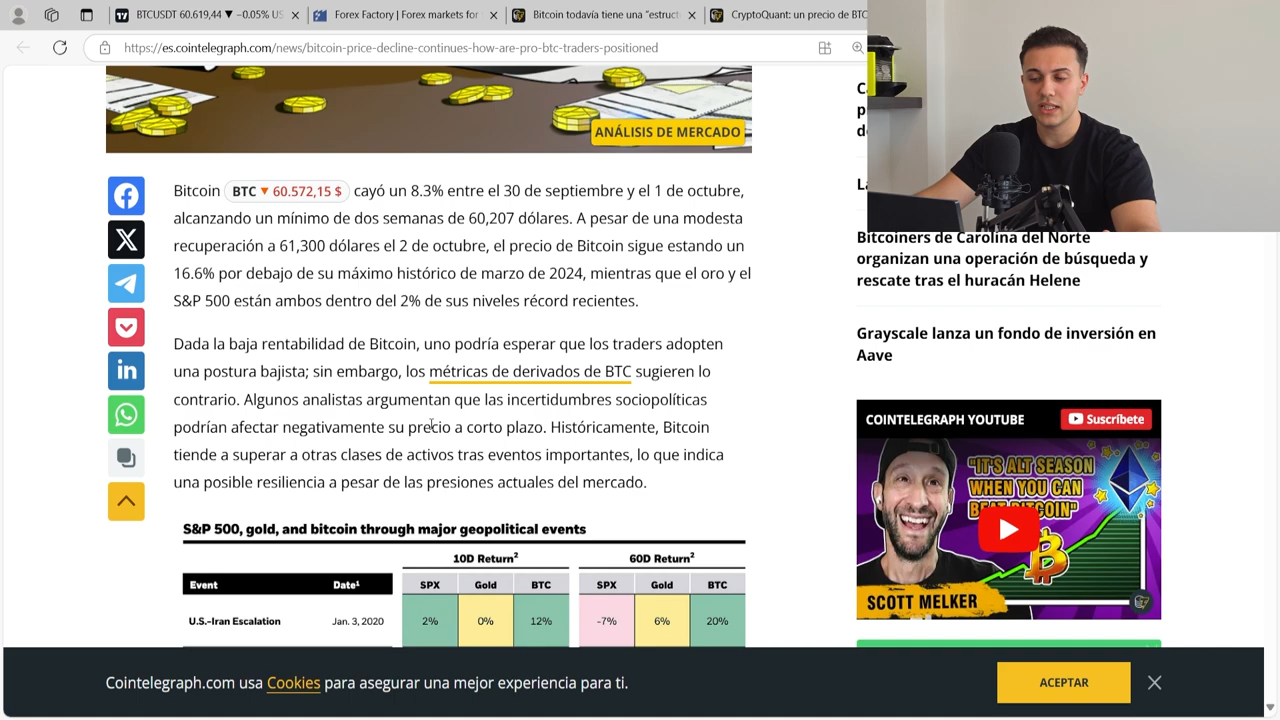 BTCUSDT 60.619,44 ▼ −0.05% US
Forex Factory | Forex markets for
Bitcoin todavía tiene una "estruct
CryptoQuant: un precio de BTC
https://es.cointelegraph.com/news/bitcoin-price-decline-continues-how-are-pro-btc-traders-positioned
ANÁLISIS DE MERCADO
Bitcoin BTC ▼ 60.572,15 $ cayó un 8.3% entre el 30 de septiembre y el 1 de octubre,
alcanzando un mínimo de dos semanas de 60,207 dólares. A pesar de una modesta
recuperación a 61,300 dólares el 2 de octubre, el precio de Bitcoin sigue estando un
16.6% por debajo de su máximo histórico de marzo de 2024, mientras que el oro y el
S&P 500 están ambos dentro del 2% de sus niveles récord recientes.
Dada la baja rentabilidad de Bitcoin, uno podría esperar que los traders adopten
una postura bajista; sin embargo, los métricas de derivados de BTC sugieren lo
contrario. Algunos analistas argumentan que las incertidumbres sociopolíticas
podrían afectar negativamente el precio a corto plazo. Históricamente, Bitcoin
tiende a superar a otras clases de activos tras eventos importantes, lo que indica
una posible resiliencia a pesar de las presiones actuales del mercado.
S&P 500, gold, and bitcoin through major geopolitical events
10D Return² 60D Return²
Event Date¹ SPX Gold BTC SPX Gold BTC
U.S.-Iran Escalation Jan. 3, 2020 2% 0% 12% -7% 6% 20%
Bitcoiners de Carolina del Norte
organizan una operación de búsqueda y
rescate tras el huracán Helene
Grayscale lanza un fondo de inversión en
Aave
COINTELEGRAPH YOUTUBE
Suscríbete
"IT'S ALT SEASON
WHEN YOU CAN
BEAT BITCOIN"
SCOTT MELKER
Cointelegraph.com usa Cookies para asegurar una mejor experiencia para ti.
ACEPTAR